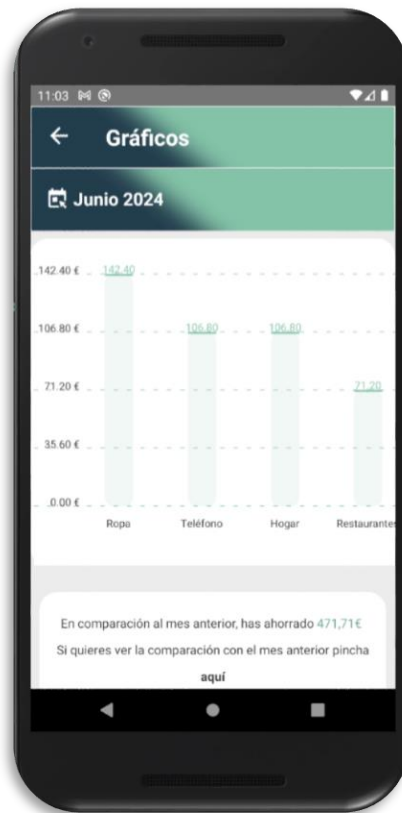 11:03
Gráficos
Junio 2024
142.40 €
142.40
106.80 €
106.80
106.80
71.20 €
71.20
35.60 €
0.00 €
Ropa Teléfono Hogar Restaurantes
En comparación al mes anterior, has ahorrado 471,71€
Si quieres ver la comparación con el mes anterior pincha
aquí